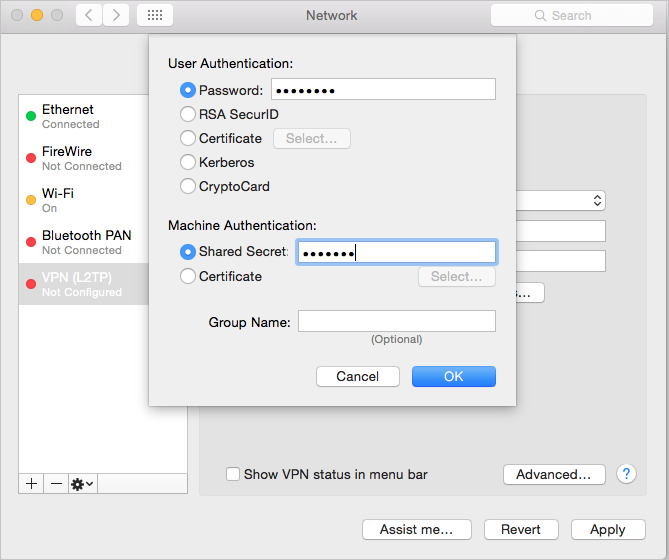 Network
Search
User Authentication:
Password: ••••••••
RSA SecurID
Certificate Select...
Kerberos
CryptoCard
Machine Authentication:
Shared Secret: •••••••
Certificate Select...
Group Name:
(Optional)
Cancel OK
Ethernet
Connected
FireWire
Not Connected
Wi-Fi
On
Bluetooth PAN
Not Connected
VPN (L2TP)
Not Configured
Show VPN status in menu bar Advanced... ?
Assist me... Revert Apply